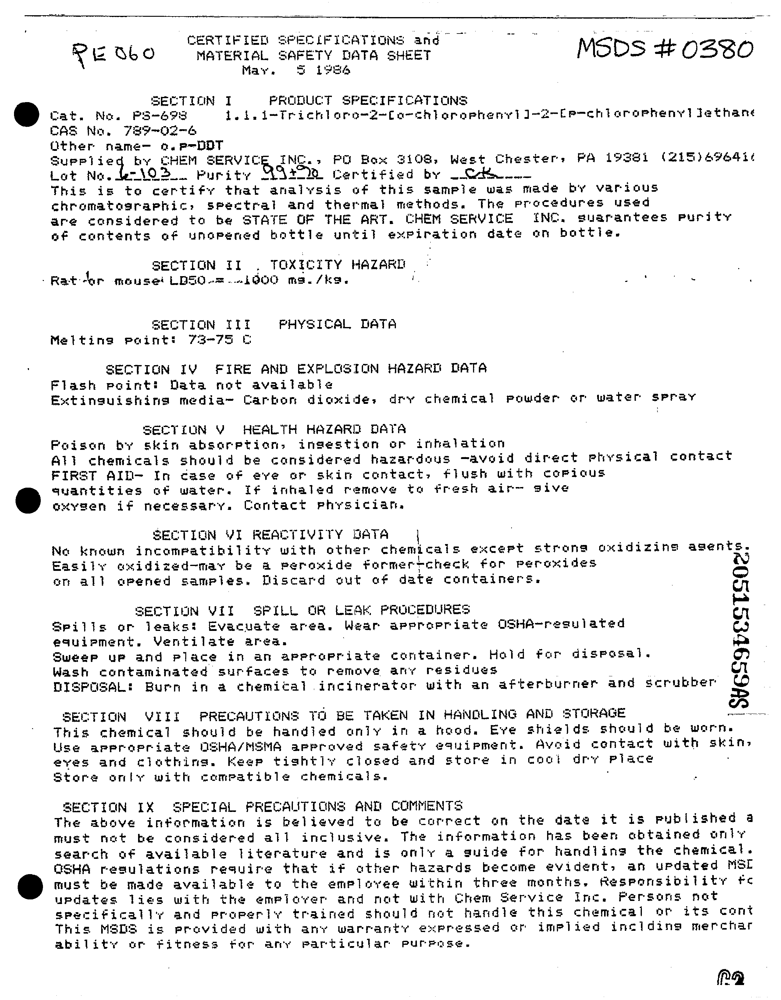 PE 060
CERTIFIED SPECIFICATIONS and
MATERIAL SAFETY DATA SHEET
May. 5 1986
MSDS # 0380
SECTION I PRODUCT SPECIFICATIONS
Cat. No. PS-698 1.1.1-Trichloro-2-[o-chlorophenyl]-2-[p-chlorophenyl]ethane
CAS No. 789-02-6
Other name- o.p-DDT
Supplied by CHEM SERVICE INC., PO Box 3108, West Chester, PA 19381 (215)696416
Lot No. 6-103 Purity Certified by
This is to certify that analysis of this sample was made by various
chromatographic, spectral and thermal methods. The procedures used
are considered to be STATE OF THE ART. CHEM SERVICE INC. guarantees purity
of contents of unopened bottle until expiration date on bottle.
SECTION II . TOXICITY HAZARD
Rat or mouse LD50 = 1000 mg./kg.
SECTION III PHYSICAL DATA
Melting point: 73-75 C
SECTION IV FIRE AND EXPLOSION HAZARD DATA
Flash point: Data not available
Extinguishing media- Carbon dioxide, dry chemical powder or water spray
SECTION V HEALTH HAZARD DATA
Poison by skin absorption, ingestion or inhalation
All chemicals should be considered hazardous -avoid direct physical contact
FIRST AID- In case of eye or skin contact, flush with copious
quantities of water. If inhaled remove to fresh air- give
oxygen if necessary. Contact physician.
SECTION VI REACTIVITY DATA
No known incompatibility with other chemicals except strong oxidizing agents.
Easily oxidized-may be a peroxide former-check for peroxides
on all opened samples. Discard out of date containers.
SECTION VII SPILL OR LEAK PROCEDURES
Spills or leaks: Evacuate area. Wear appropriate OSHA-regulated
equipment. Ventilate area.
Sweep up and place in an appropriate container. Hold for disposal.
Wash contaminated surfaces to remove any residues
DISPOSAL: Burn in a chemical incinerator with an afterburner and scrubber
2051534659AS
SECTION VIII PRECAUTIONS TO BE TAKEN IN HANDLING AND STORAGE
This chemical should be handled only in a hood. Eye shields should be worn.
Use appropriate OSHA/MSMA approved safety equipment. Avoid contact with skin,
eyes and clothing. Keep tightly closed and store in cool dry place
Store only with compatible chemicals.
SECTION IX SPECIAL PRECAUTIONS AND COMMENTS
The above information is believed to be correct on the date it is published a
must not be considered all inclusive. The information has been obtained only
search of available literature and is only a guide for handling the chemical.
OSHA regulations require that if other hazards become evident, an updated MSD
must be made available to the employee within three months. Responsibility fo
updates lies with the employer and not with Chem Service Inc. Persons not
specifically and properly trained should not handle this chemical or its cont
This MSDS is provided with any warranty expressed or implied inclding merchan
ability or fitness for any particular purpose.